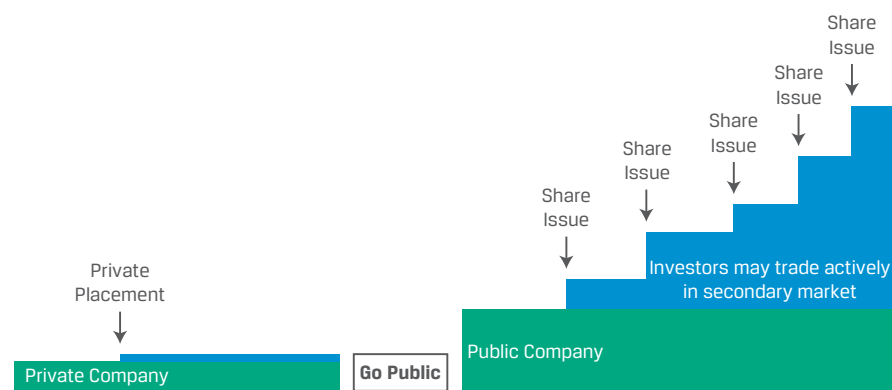 Private
Placement
Private Company
Go Public
Share
Issue
Share
Issue
Share
Issue
Share
Issue
Share
Issue
Investors may trade actively
in secondary market
Public Company